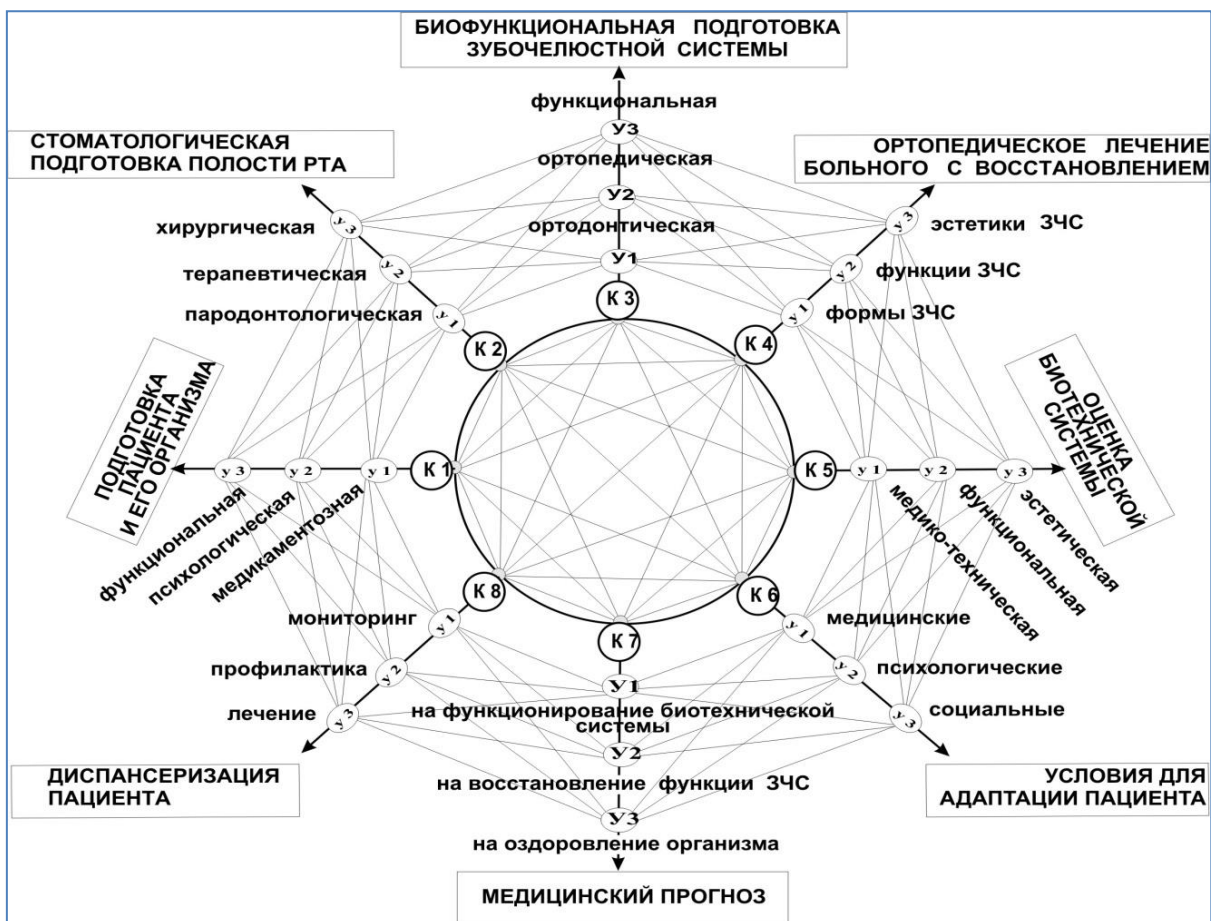 БИОФУНКЦИОНАЛЬНАЯ ПОДГОТОВКА
ЗУБОЧЕЛЮСТНОЙ СИСТЕМЫ
функциональная
У3
ортопедическая
У2
ортодонтическая
У1
К 3
СТОМАТОЛОГИЧЕСКАЯ
ПОДГОТОВКА ПОЛОСТИ РТА
хирургическая
у 3
терапевтическая
у 2
пародонтологическая
у 1
К 2
ОРТОПЕДИЧЕСКОЕ ЛЕЧЕНИЕ
БОЛЬНОГО С ВОССТАНОВЛЕНИЕМ
у 3
эстетики ЗЧС
у 2
функции ЗЧС
у 1
формы ЗЧС
К 4
ПОДГОТОВКА
ПАЦИЕНТА
И ЕГО ОРГАНИЗМА
у 3
у 2
у 1
К 1
функциональная
психологическая
медикаментозная
К 5
у 1
у 2
у 3
медико-техническая
функциональная
эстетическая
ОЦЕНКА
БИОТЕХНИЧЕСКОЙ
СИСТЕМЫ
К 8
мониторинг
у 1
профилактика
у 2
лечение
у 3
ДИСПАНСЕРИЗАЦИЯ
ПАЦИЕНТА
К 7
У1
на функционирование биотехнической
системы
У2
на восстановление функции ЗЧС
У3
на оздоровление организма
МЕДИЦИНСКИЙ ПРОГНОЗ
К 6
у 1
медицинские
у 2
психологические
у 3
социальные
УСЛОВИЯ ДЛЯ
АДАПТАЦИИ ПАЦИЕНТА